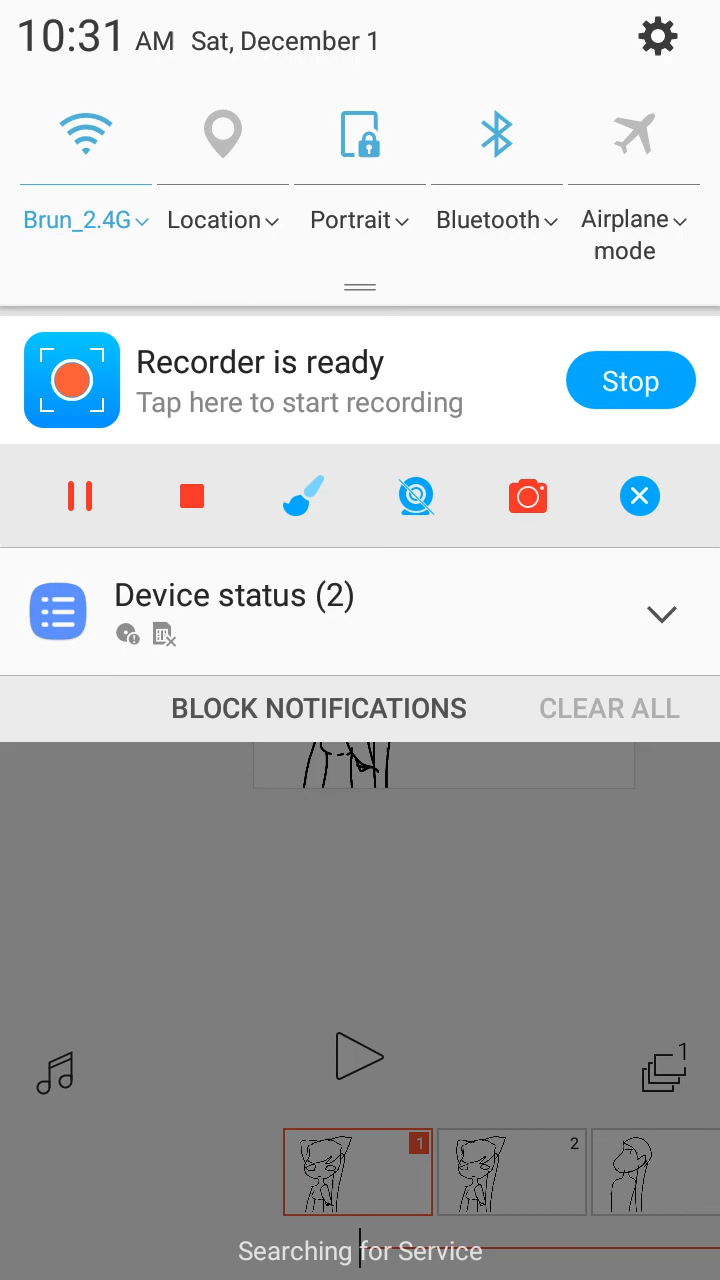 10:31 AM Sat, December 1
Brun_2.4G Location Portrait Bluetooth Airplane mode
Recorder is ready
Tap here to start recording
Stop
Device status (2)
BLOCK NOTIFICATIONS CLEAR ALL
1
1 2
Searching for Service